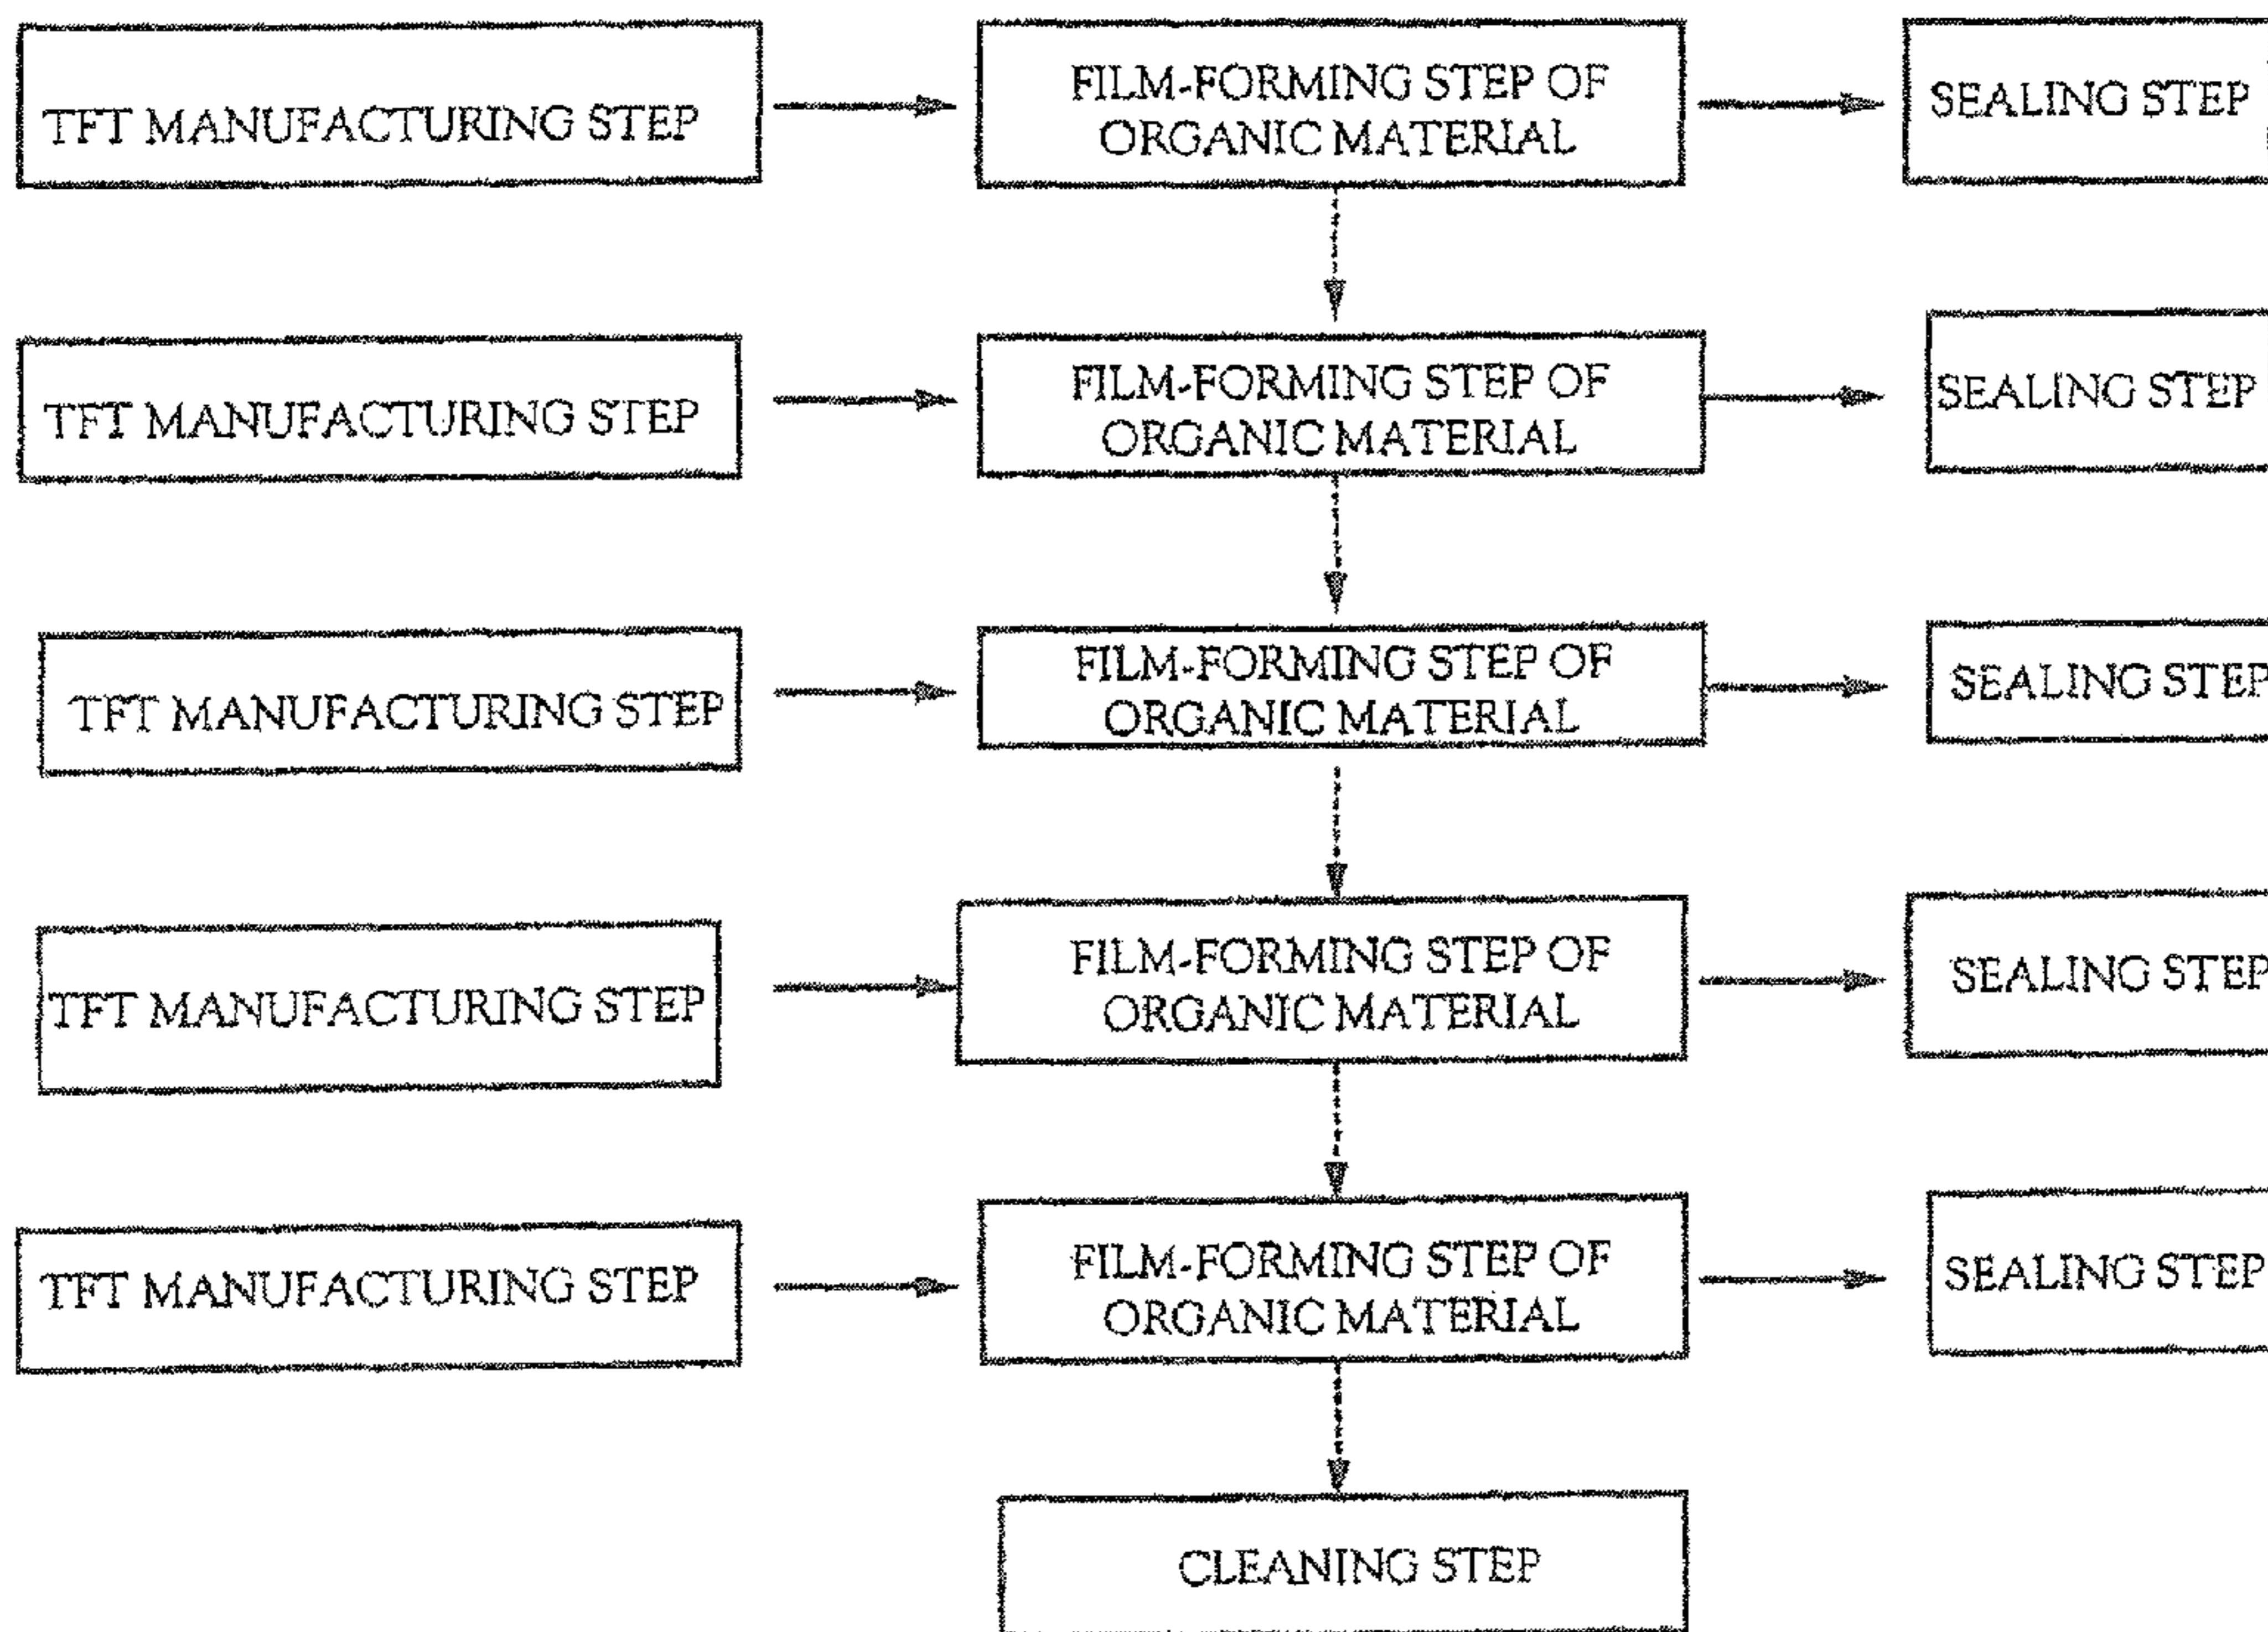 TFT MANUFACTURING STEP
FILM-FORMING STEP OF
ORGANIC MATERIAL
SEALING STEP
TFT MANUFACTURING STEP
FILM-FORMING STEP OF
ORGANIC MATERIAL
SEALING STEP
TFT MANUFACTURING STEP
FILM-FORMING STEP OF
ORGANIC MATERIAL
SEALING STEP
TFT MANUFACTURING STEP
FILM-FORMING STEP OF
ORGANIC MATERIAL
SEALING STEP
TFT MANUFACTURING STEP
FILM-FORMING STEP OF
ORGANIC MATERIAL
SEALING STEP
CLEANING STEP